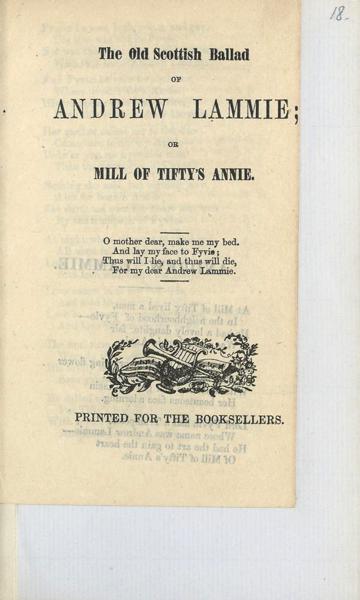 18.
The Old Scottish Ballad
OF
ANDREW LAMMIE;
OR
MILL OF TIFTY'S ANNIE.
O mother dear, make me my bed.
And lay my face to Fyvie;
Thus will I lie, and thus will die,
For my dear Andrew Lammie.
PRINTED FOR THE BOOKSELLERS.